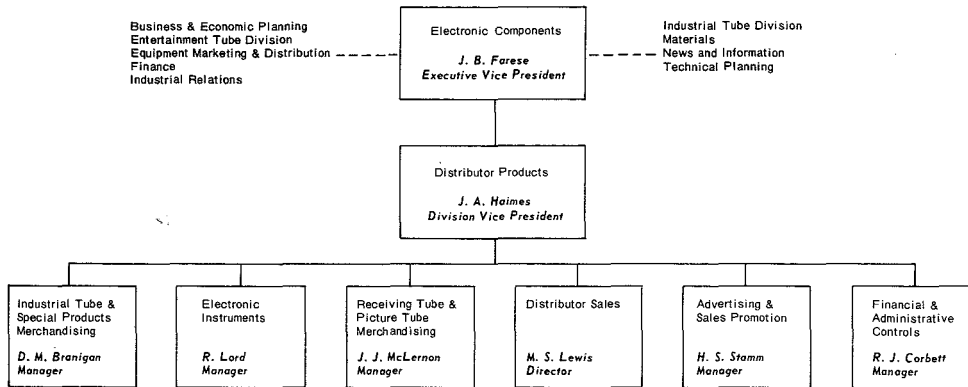 Business & Economic Planning
Entertainment Tube Division
Equipment Marketing & Distribution
Finance
Industrial Relations
Electronic Components
J. B. Farese
Executive Vice President
Industrial Tube Division
Materials
News and Information
Technical Planning
Distributor Products
J. A. Haimes
Division Vice President
Industrial Tube &
Special Products
Merchandising
D. M. Branigan
Manager
Electronic
Instruments
R. Lord
Manager
Receiving Tube &
Picture Tube
Merchandising
J. J. McLernon
Manager
Distributor Sales
M. S. Lewis
Director
Advertising &
Sales Promotion
H. S. Stamm
Manager
Financial &
Administrative
Controls
R. J. Corbett
Manager